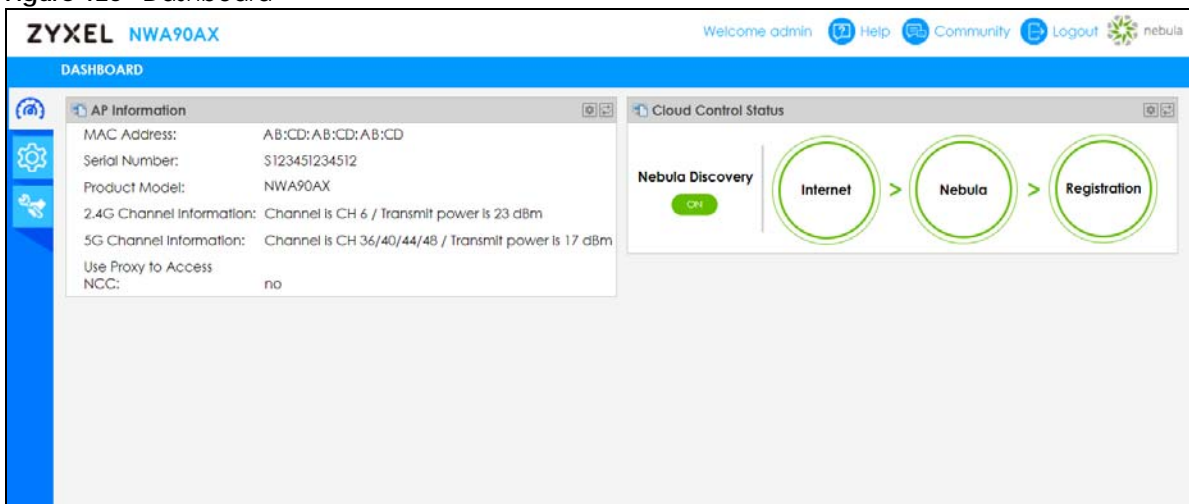 ZYXEL NWA90AX
Welcome admin Help Community Logout nebula
DASHBOARD
AP Information
MAC Address: AB:CD:AB:CD:AB:CD
Serial Number: S123451234512
Product Model: NWA90AX
2.4G Channel Information: Channel is CH 6 / Transmit power is 23 dBm
5G Channel Information: Channel is CH 36/40/44/48 / Transmit power is 17 dBm
Use Proxy to Access
NCC: no
Cloud Control Status
Nebula Discovery
ON
Internet > Nebula > Registration